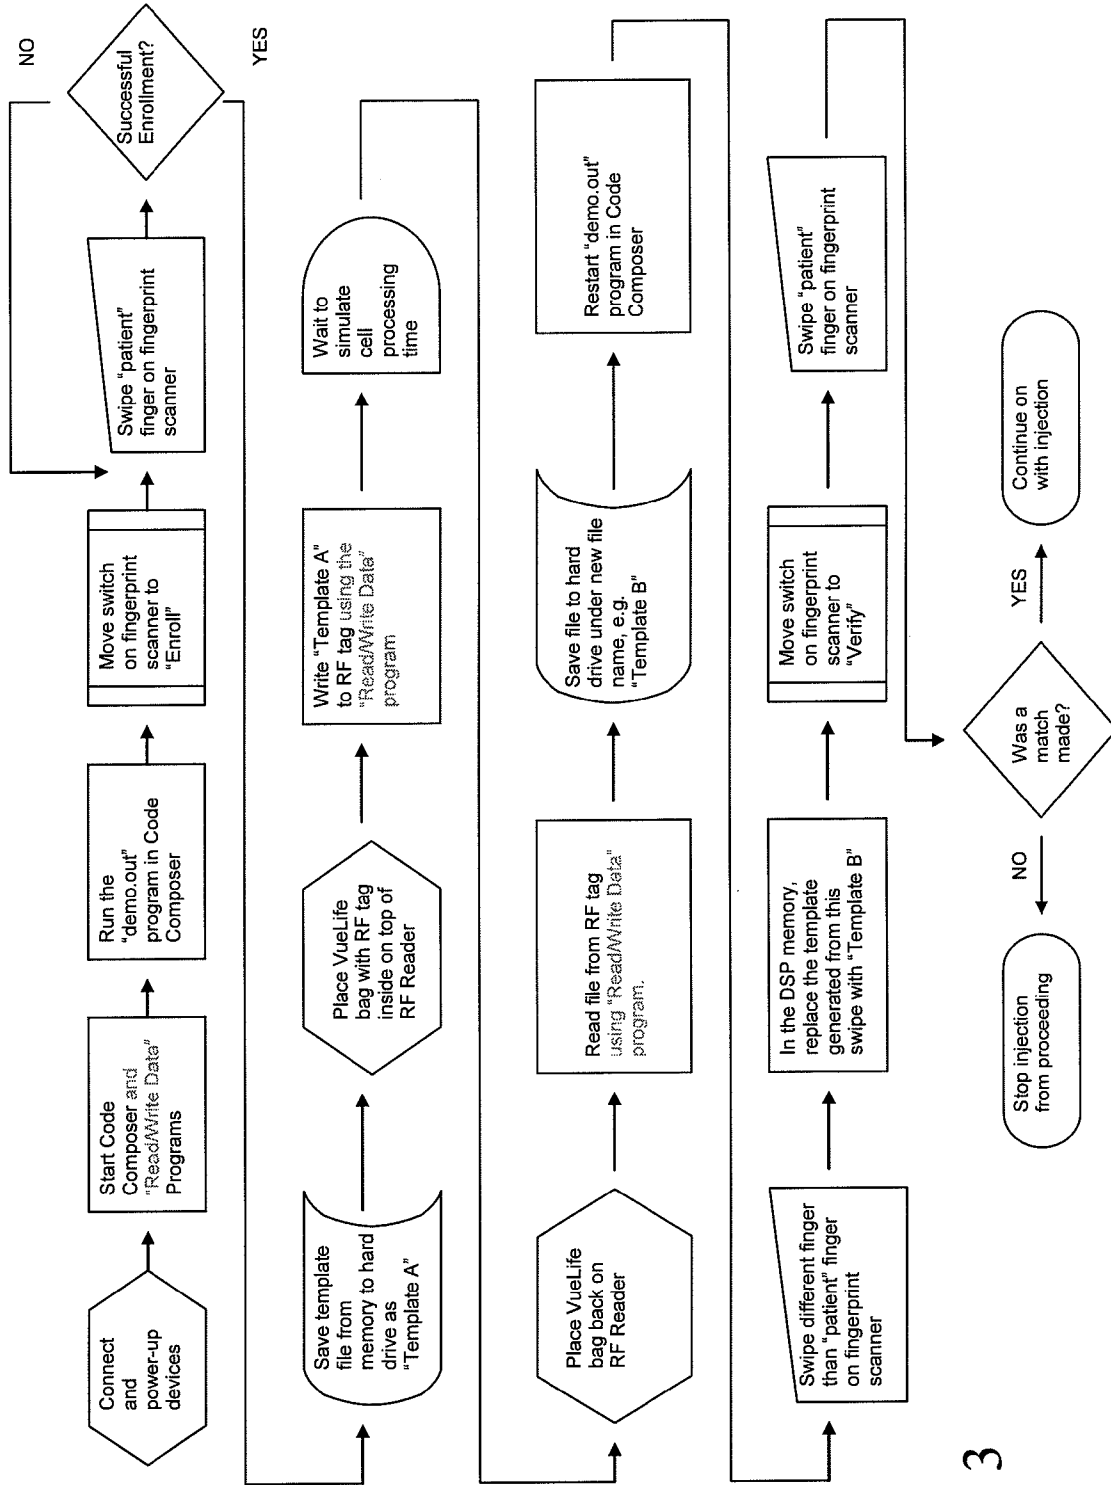 Connect
and
power-up
devices
Start Code
Composer and
"Read/Write Data"
Programs
Run the
"demo.out"
program in Code
Composer
Move switch
on fingerprint
scanner to
"Enroll"
Swipe "patient"
finger on fingerprint
scanner
Successful
Enrollment?
NO
YES
Save template
file from
memory to hard
drive as
"Template A"
Place VueLife
bag with RF tag
inside on top of
RF Reader
Write "Template A"
to RF tag using the
"Read/Write Data"
program
Wait to
simulate
cell
processing
time
Place VueLife
bag back on
RF Reader
Read file from RF tag
using "Read/Write Data"
program.
Save file to hard
drive under new file
name, e.g.
"Template B"
Restart "demo.out"
program in Code
Composer
Swipe different finger
than "patient" finger
on fingerprint
scanner
In the DSP memory,
replace the template
generated from this
swipe with "Template B"
Move switch
on fingerprint
scanner to
"Verify"
Swipe "patient"
finger on fingerprint
scanner
Was a
match
made?
NO
YES
Stop injection
from proceeding
Continue on
with injection
3